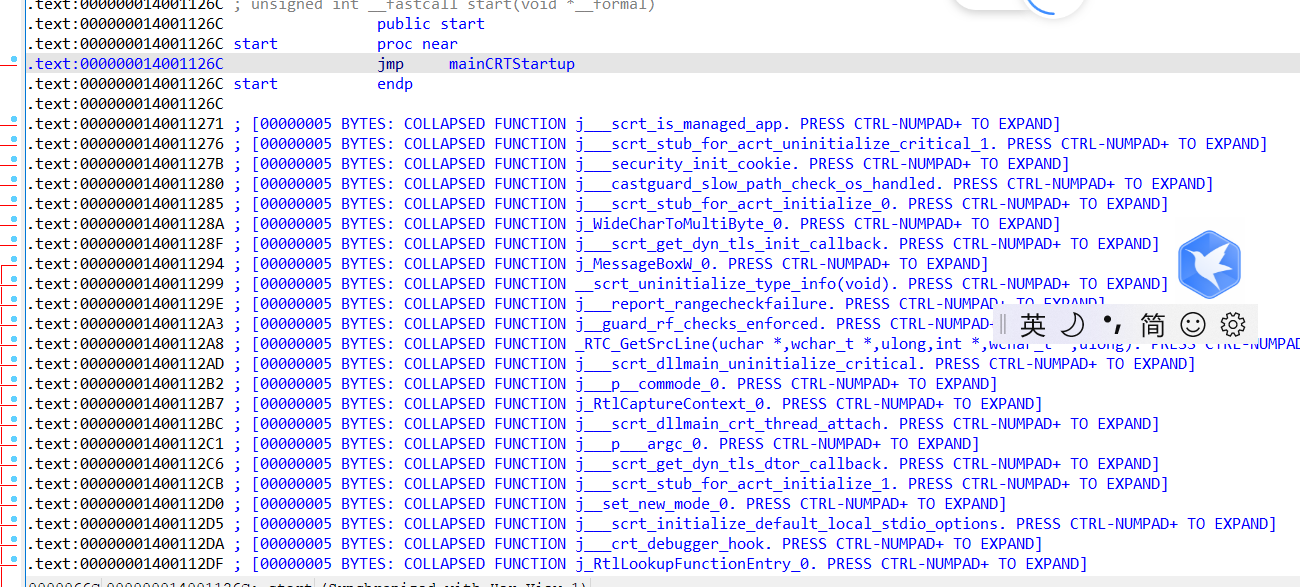 .text:000000014001126C ; unsigned int __fastcall start(void *__formal)
.text:000000014001126C public start
.text:000000014001126C start proc near
.text:000000014001126C jmp mainCRTStartup
.text:000000014001126C start endp
.text:000000014001126C
.text:0000000140011271 ; [00000005 BYTES: COLLAPSED FUNCTION j___scrt_is_managed_app. PRESS CTRL-NUMPAD+ TO EXPAND]
.text:0000000140011276 ; [00000005 BYTES: COLLAPSED FUNCTION j___scrt_stub_for_acrt_uninitialize_critical_1. PRESS CTRL-NUMPAD+ TO EXPAND]
.text:000000014001127B ; [00000005 BYTES: COLLAPSED FUNCTION j___security_init_cookie. PRESS CTRL-NUMPAD+ TO EXPAND]
.text:0000000140011280 ; [00000005 BYTES: COLLAPSED FUNCTION j___castguard_slow_path_check_os_handled. PRESS CTRL-NUMPAD+ TO EXPAND]
.text:0000000140011285 ; [00000005 BYTES: COLLAPSED FUNCTION j___scrt_stub_for_acrt_initialize_0. PRESS CTRL-NUMPAD+ TO EXPAND]
.text:000000014001128A ; [00000005 BYTES: COLLAPSED FUNCTION j_WideCharToMultiByte_0. PRESS CTRL-NUMPAD+ TO EXPAND]
.text:000000014001128F ; [00000005 BYTES: COLLAPSED FUNCTION j___scrt_get_dyn_tls_init_callback. PRESS CTRL-NUMPAD+ TO EXPAND]
.text:0000000140011294 ; [00000005 BYTES: COLLAPSED FUNCTION j_MessageBoxW_0. PRESS CTRL-NUMPAD+ TO EXPAND]
.text:0000000140011299 ; [00000005 BYTES: COLLAPSED FUNCTION __scrt_uninitialize_type_info(void). PRESS CTRL-NUMPAD+ TO EXPAND]
.text:000000014001129E ; [00000005 BYTES: COLLAPSED FUNCTION j___report_rangecheckfailure. PRESS CTRL-NUMPAD+ TO EXPAND]
.text:00000001400112A3 ; [00000005 BYTES: COLLAPSED FUNCTION j__guard_rf_checks_enforced. PRESS CTRL-NUMPAD+
英 简
.text:00000001400112A8 ; [00000005 BYTES: COLLAPSED FUNCTION _RTC_GetSrcLine(uchar *,wchar_t *,ulong,int *,wchar_t *,ulong). PRESS CTRL-NUMPAD
.text:00000001400112AD ; [00000005 BYTES: COLLAPSED FUNCTION j___scrt_dllmain_uninitialize_critical. PRESS CTRL-NUMPAD+ TO EXPAND]
.text:00000001400112B2 ; [00000005 BYTES: COLLAPSED FUNCTION j___p__commode_0. PRESS CTRL-NUMPAD+ TO EXPAND]
.text:00000001400112B7 ; [00000005 BYTES: COLLAPSED FUNCTION j_RtlCaptureContext_0. PRESS CTRL-NUMPAD+ TO EXPAND]
.text:00000001400112BC ; [00000005 BYTES: COLLAPSED FUNCTION j___scrt_dllmain_crt_thread_attach. PRESS CTRL-NUMPAD+ TO EXPAND]
.text:00000001400112C1 ; [00000005 BYTES: COLLAPSED FUNCTION j___p___argc_0. PRESS CTRL-NUMPAD+ TO EXPAND]
.text:00000001400112C6 ; [00000005 BYTES: COLLAPSED FUNCTION j___scrt_get_dyn_tls_dtor_callback. PRESS CTRL-NUMPAD+ TO EXPAND]
.text:00000001400112CB ; [00000005 BYTES: COLLAPSED FUNCTION j___scrt_stub_for_acrt_initialize_1. PRESS CTRL-NUMPAD+ TO EXPAND]
.text:00000001400112D0 ; [00000005 BYTES: COLLAPSED FUNCTION j__set_new_mode_0. PRESS CTRL-NUMPAD+ TO EXPAND]
.text:00000001400112D5 ; [00000005 BYTES: COLLAPSED FUNCTION j___scrt_initialize_default_local_stdio_options. PRESS CTRL-NUMPAD+ TO EXPAND]
.text:00000001400112DA ; [00000005 BYTES: COLLAPSED FUNCTION j___crt_debugger_hook. PRESS CTRL-NUMPAD+ TO EXPAND]
.text:00000001400112DF ; [00000005 BYTES: COLLAPSED FUNCTION j_RtlLookupFunctionEntry_0. PRESS CTRL-NUMPAD+ TO EXPAND]